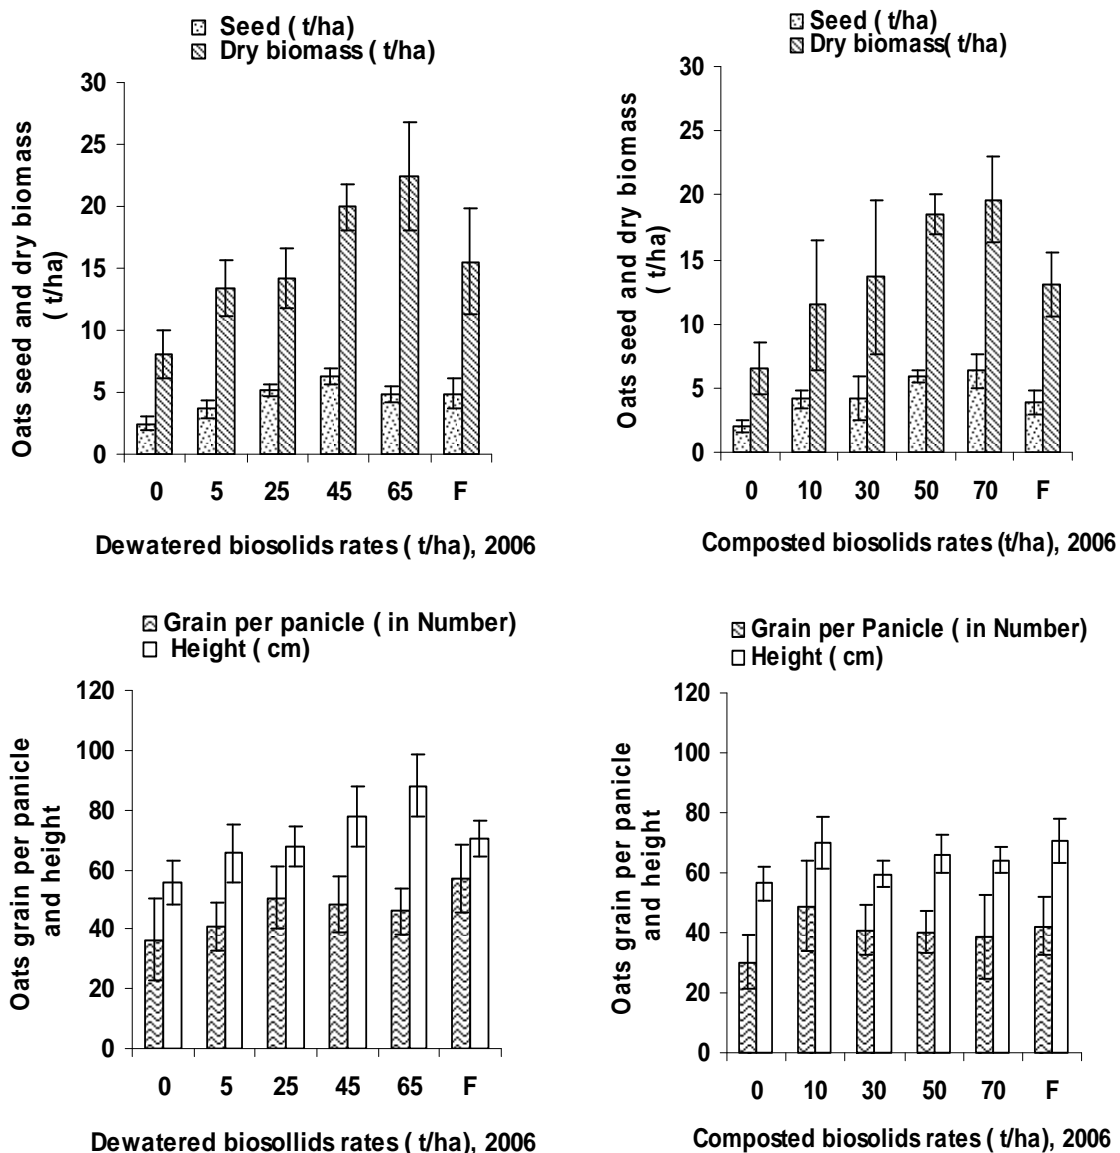 Seed ( t/ha)
Dry biomass ( t/ha)
Oats seed and dry biomass
( t/ha)
30
25
20
15
10
5
0
0 5 25 45 65 F
Dewatered biosolids rates ( t/ha), 2006
Seed ( t/ha)
Dry biomass( t/ha)
Oats seed and dry biomass
( t/ha)
30
25
20
15
10
5
0
0 10 30 50 70 F
Composted biosolids rates (t/ha), 2006
Grain per panicle ( in Number)
Height ( cm)
Oats grain per panicle
and height
120
100
80
60
40
20
0
0 5 25 45 65 F
Dewatered biosollids rates ( t/ha), 2006
Grain per Panicle ( in Number)
Height ( cm)
Oats grain per panicle
and height
120
100
80
60
40
20
0
0 10 30 50 70 F
Composted biosolids rates ( t/ha), 2006